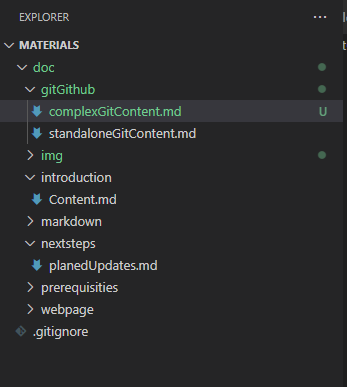 EXPLORER ...
MATERIALS
doc
gitGithub
complexGitContent.md U
standaloneGitContent.md
img
introduction
Content.md
markdown
nextsteps
planedUpdates.md
prerequisities
webpage
.gitignore